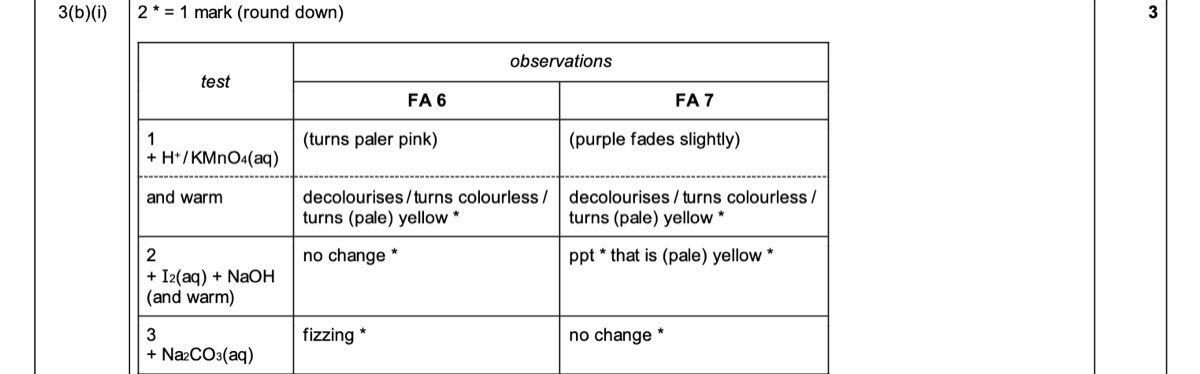 3(b)(i) 2 * = 1 mark (round down) 3
test
observations
FA 6 FA 7
1 (turns paler pink) (purple fades slightly)
+ H⁺/KMnO₄(aq)
and warm decolourises/turns colourless/ decolourises/turns colourless/
turns (pale) yellow * turns (pale) yellow *
2 no change * ppt * that is (pale) yellow *
+ I₂(aq) + NaOH
(and warm)
3 fizzing * no change *
+ Na₂CO₃(aq)